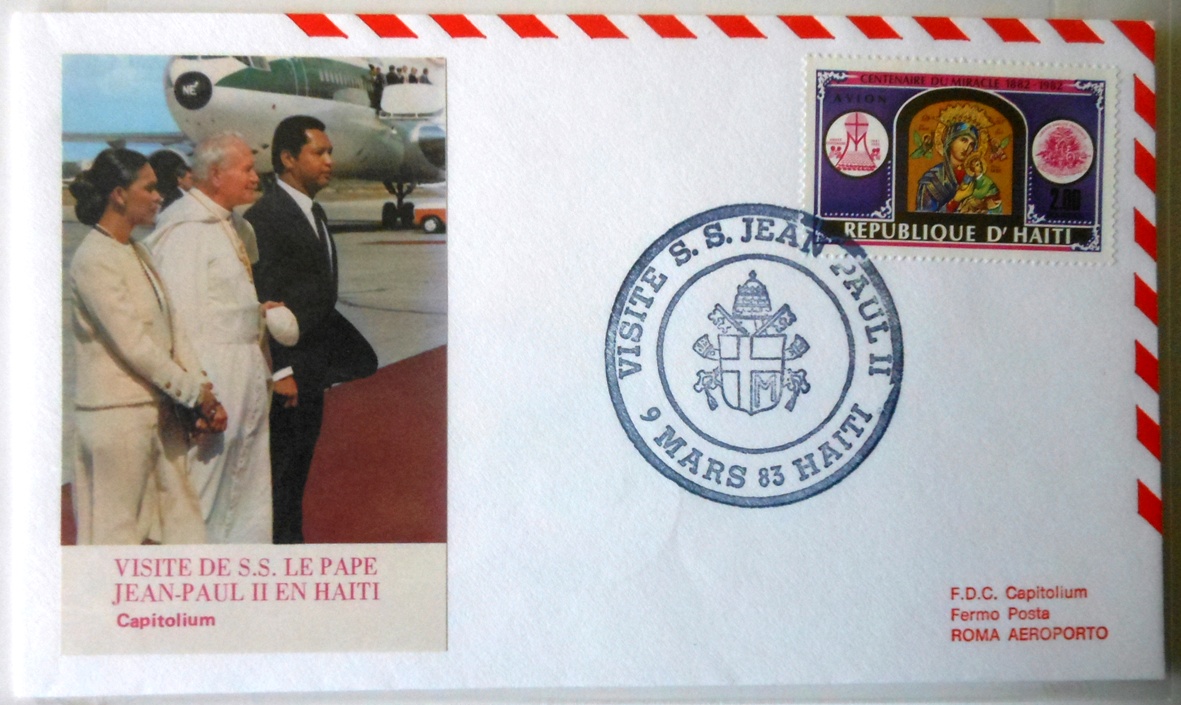 NE
VISITE DE S.S. LE PAPE
JEAN-PAUL II EN HAITI
Capitolium
CENTENAIRE DU MIRACLE 1882-1982
AVION
M
2.00
REPUBLIQUE D'HAITI
VISITE S. S. JEAN PAUL II
M
9 MARS 83 HAITI
F.D.C. Capitolium
Fermo Posta
ROMA AEROPORTO